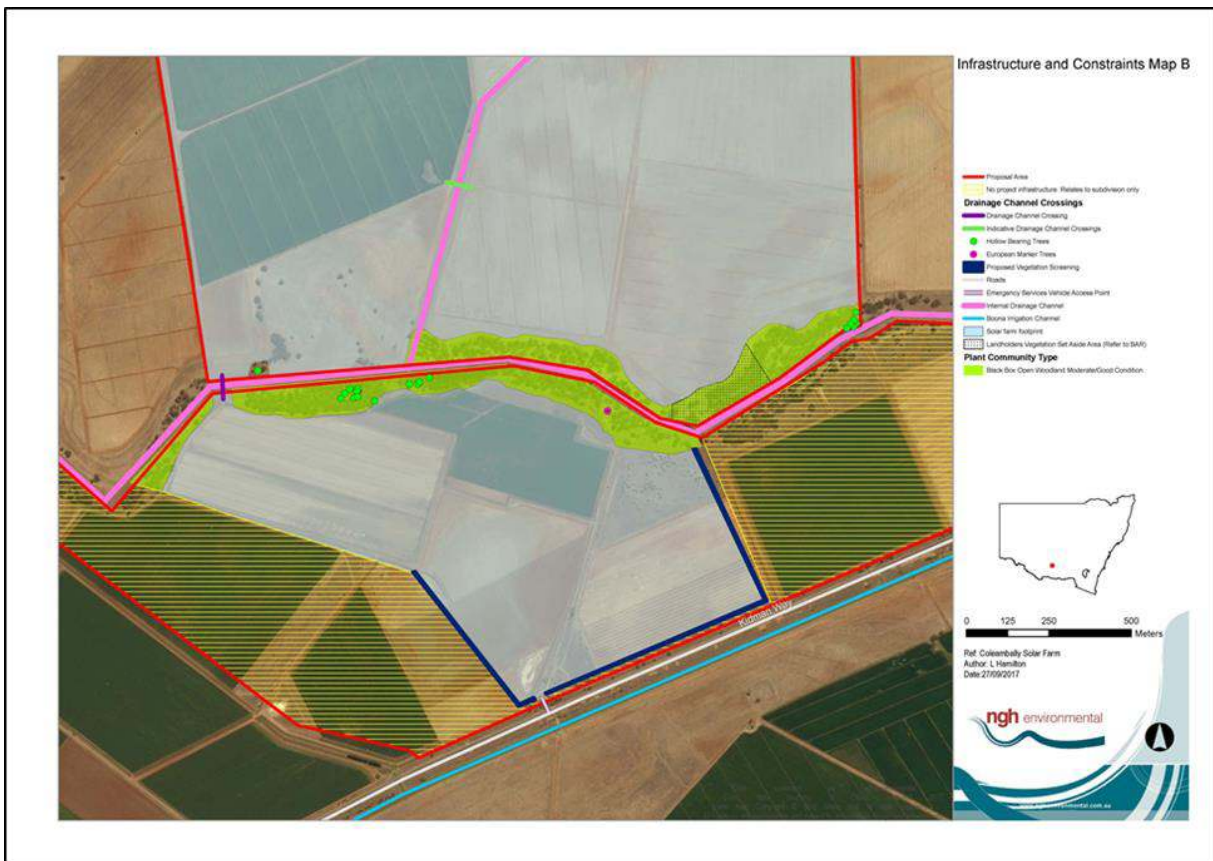 Infrastructure and Constraints Map B
Proposal Area
No project infrastructure. Relates to subdivision only
Drainage Channel Crossings
Drainage Channel Crossing
Indicative Drainage Channel Crossings
Hollow Bearing Trees
European Marker Trees
Proposed Vegetation Screening
Roads
Emergency Services Vehicle Access Point
Internal Drainage Channel
Boona Irrigation Channel
Solar farm footprint
Landholders Vegetation Set Aside Area (Refer to BAR)
Plant Community Type
Black Box Open Woodland Moderate/Good Condition
Kidman Way
0 125 250 500
Meters
Ref: Coleambally Solar Farm
Author: L Hamilton
Date:27/09/2017
ngh environmental
www.nghenvironmental.com.au